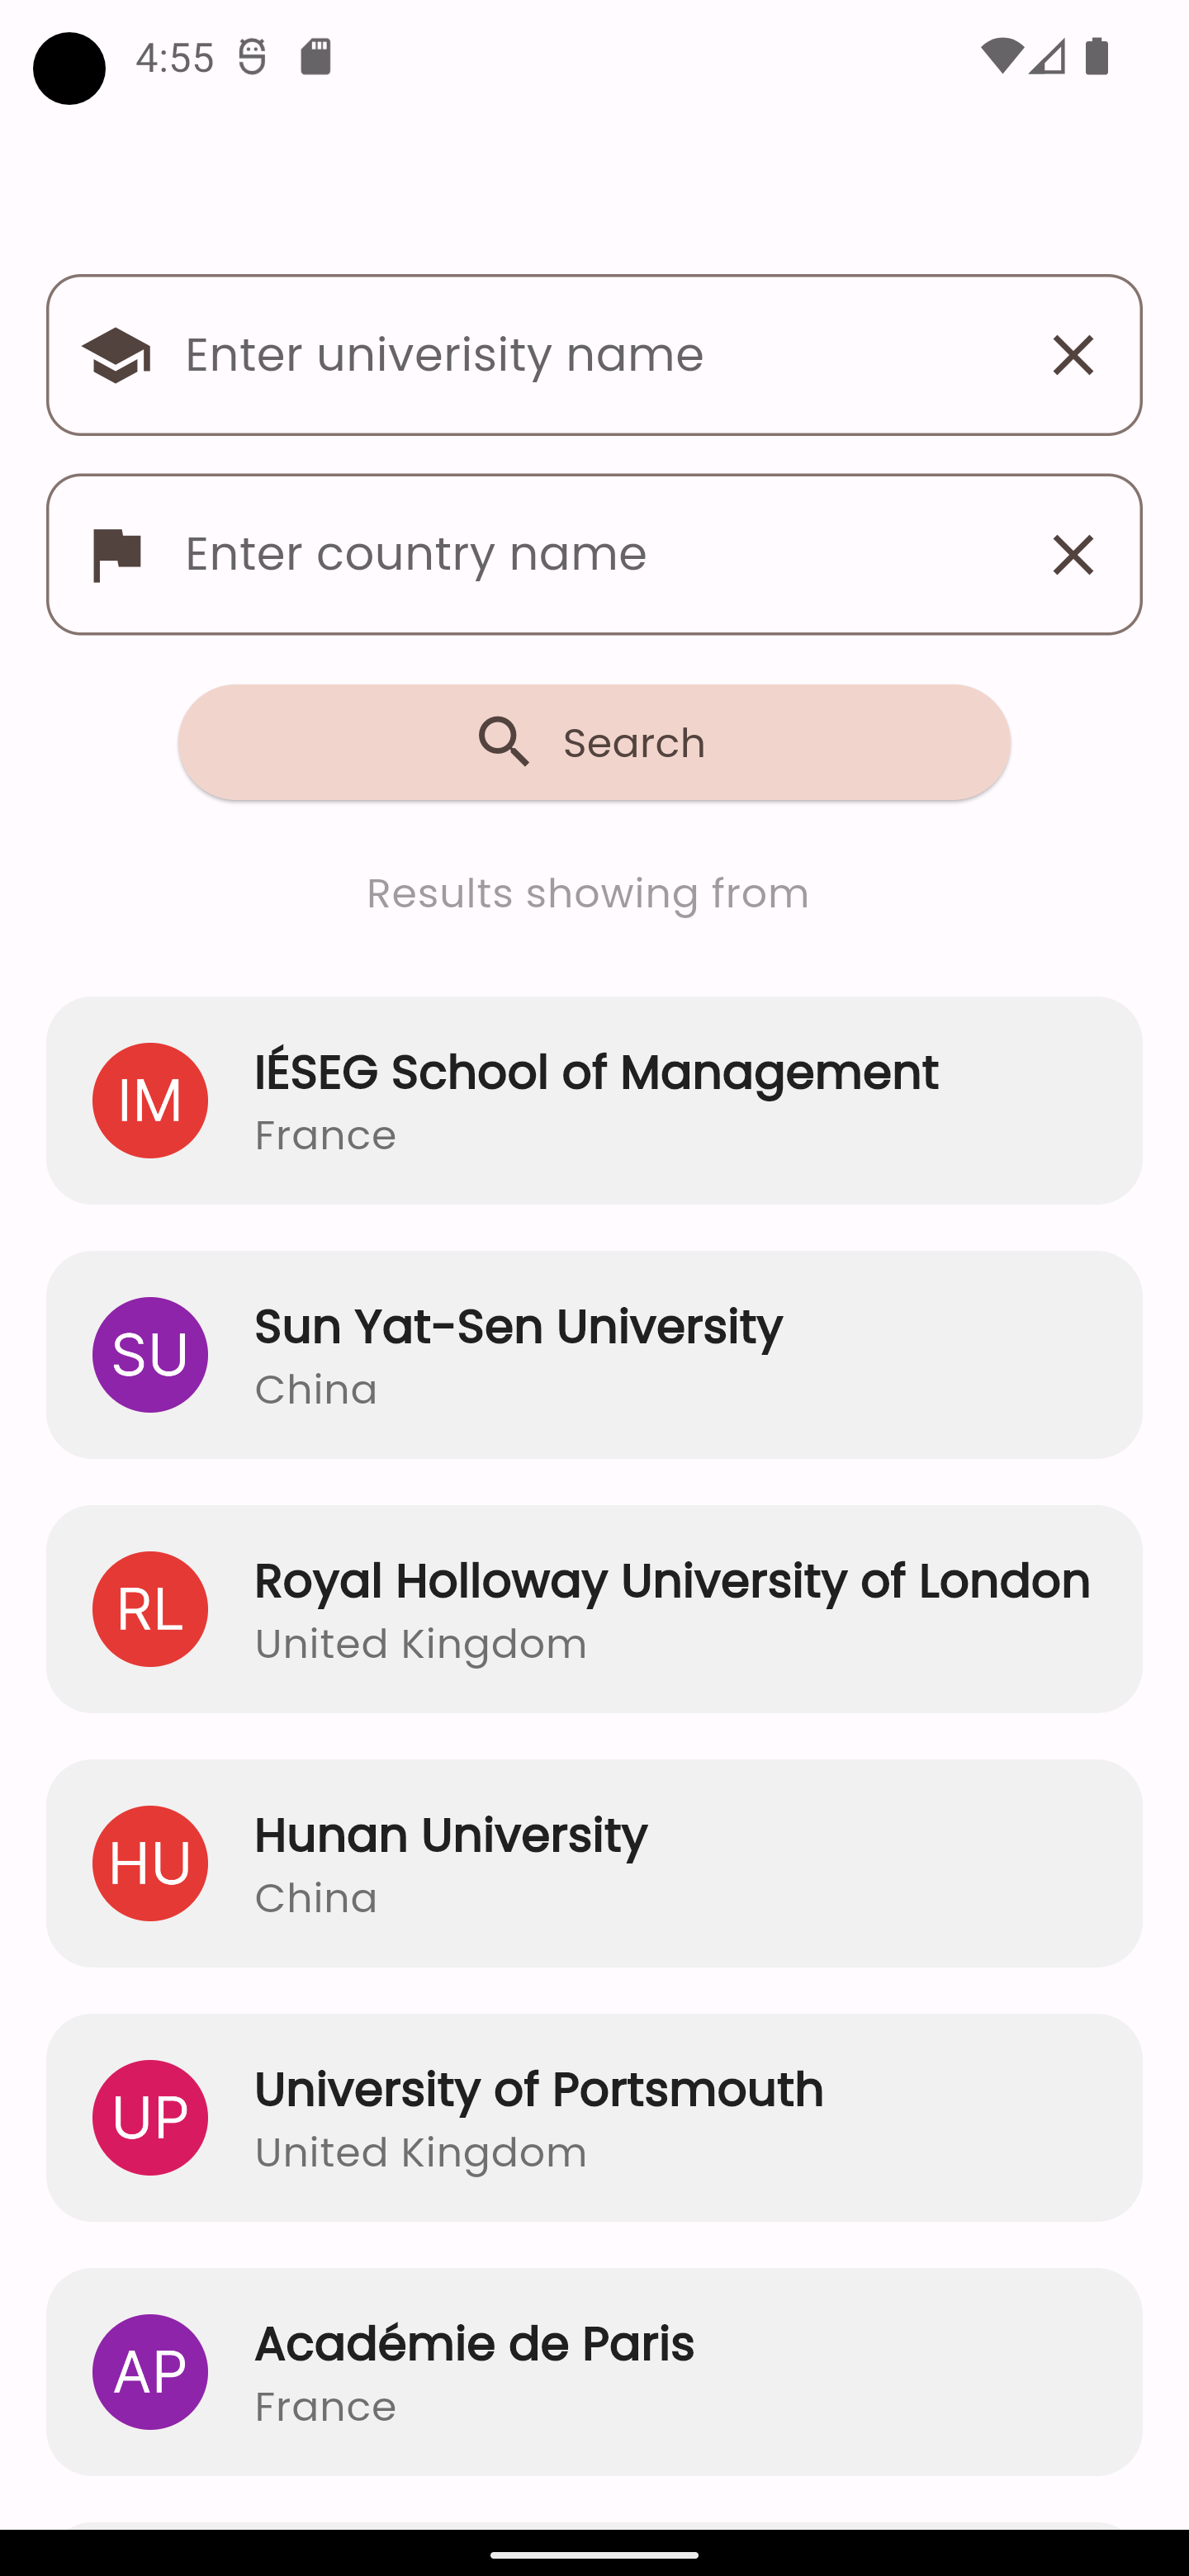 4:55
Enter univerisity name
Enter country name
Search
Results showing from
IM
IÉSEG School of Management
France
SU
Sun Yat-Sen University
China
RL
Royal Holloway University of London
United Kingdom
HU
Hunan University
China
UP
University of Portsmouth
United Kingdom
AP
Académie de Paris
France